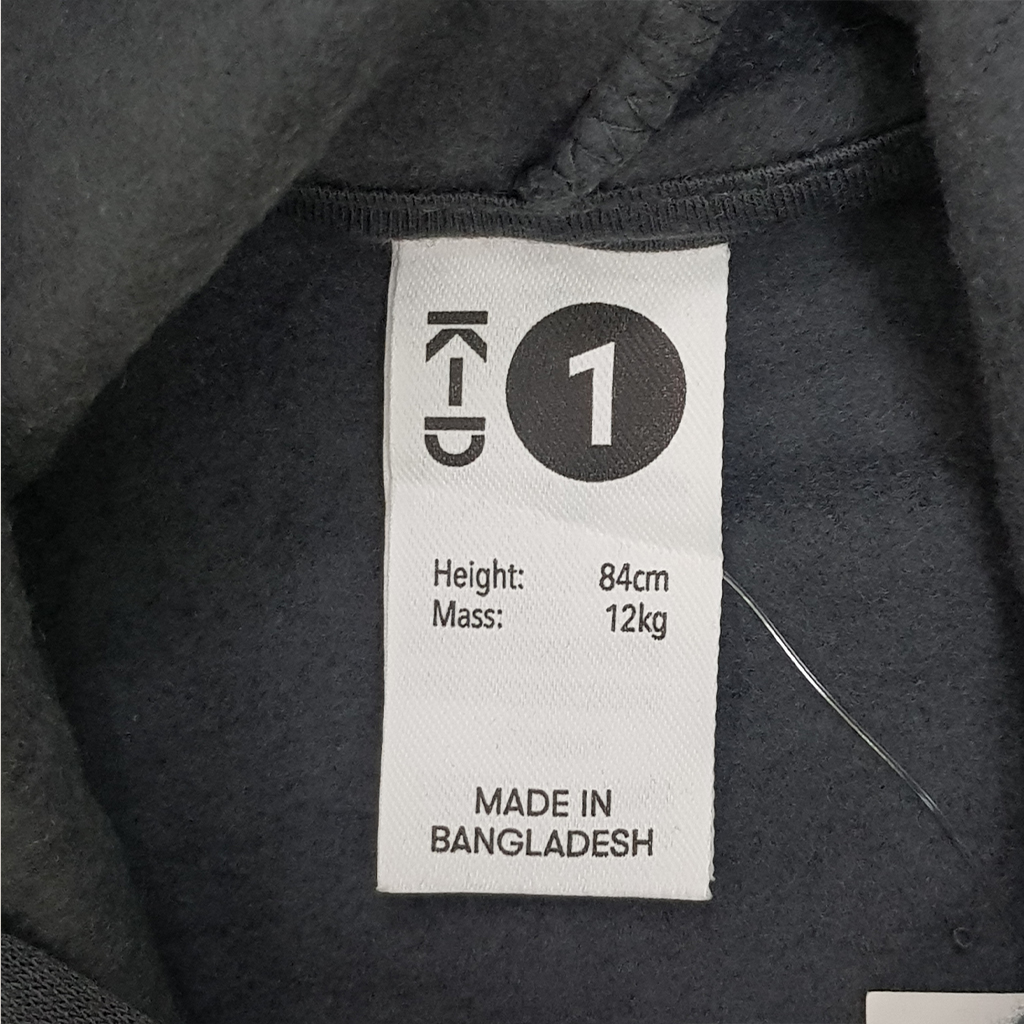 K-D
1
Height: 84cm
Mass: 12kg
MADE IN
BANGLADESH